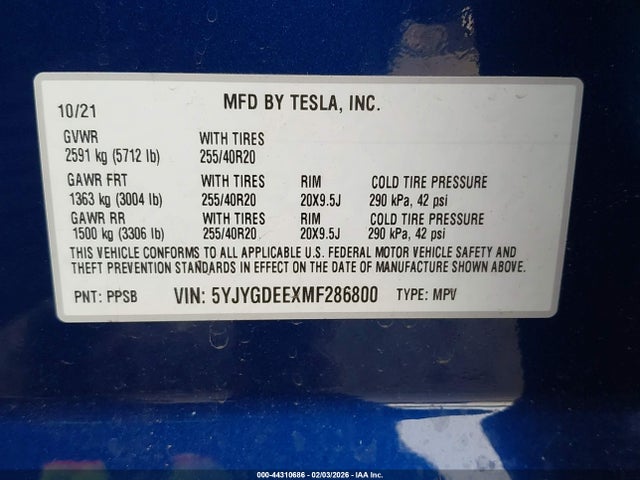 10/21 MFD BY TESLA, INC.
GVWR WITH TIRES
2591 kg (5712 lb) 255/40R20
GAWR FRT WITH TIRES RIM COLD TIRE PRESSURE
1363 kg (3004 lb) 255/40R20 20X9.5J 290 kPa, 42 psi
GAWR RR WITH TIRES RIM COLD TIRE PRESSURE
1500 kg (3306 lb) 255/40R20 20X9.5J 290 kPa, 42 psi
THIS VEHICLE CONFORMS TO ALL APPLICABLE U.S. FEDERAL MOTOR VEHICLE SAFETY AND
THEFT PREVENTION STANDARDS IN EFFECT ON THE DATE OF MANUFACTURE SHOWN ABOVE.
PNT: PPSB VIN: 5YJYGDEEXMF286800 TYPE: MPV
000-44310686 - 02/03/2026 - IAA Inc.